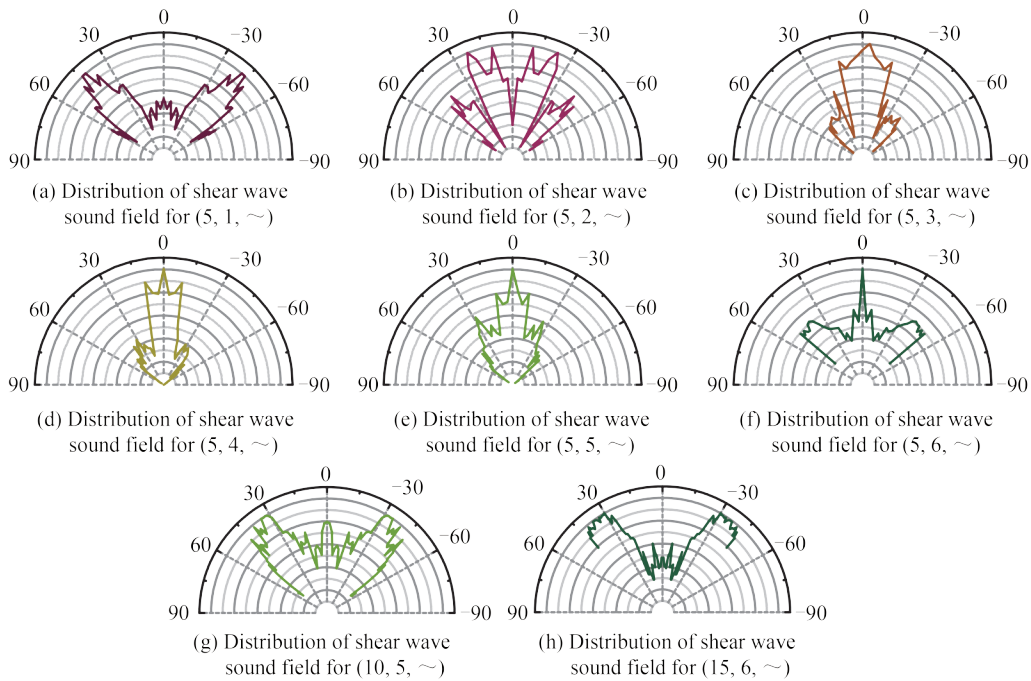 0 0 0
30 30 30
60 −60 60 −60 60 −60
90 −90 90 −90 90 −90
(a) Distribution of shear wave
sound field for (5, 1, ∼)
(b) Distribution of shear wave
sound field for (5, 2, ∼)
(c) Distribution of shear wave
sound field for (5, 3, ∼)
0 0 0
30 30 30
60 −60 60 −60 60 −60
90 −90 90 −90 90 −90
(d) Distribution of shear wave
sound field for (5, 4, ∼)
(e) Distribution of shear wave
sound field for (5, 5, ∼)
(f) Distribution of shear wave
sound field for (5, 6, ∼)
0 0
30 −30 30 −30
60 −60 60 −60
90 −90 90 −90
(g) Distribution of shear wave
sound field for (10, 5, ∼)
(h) Distribution of shear wave
sound field for (15, 6, ∼)